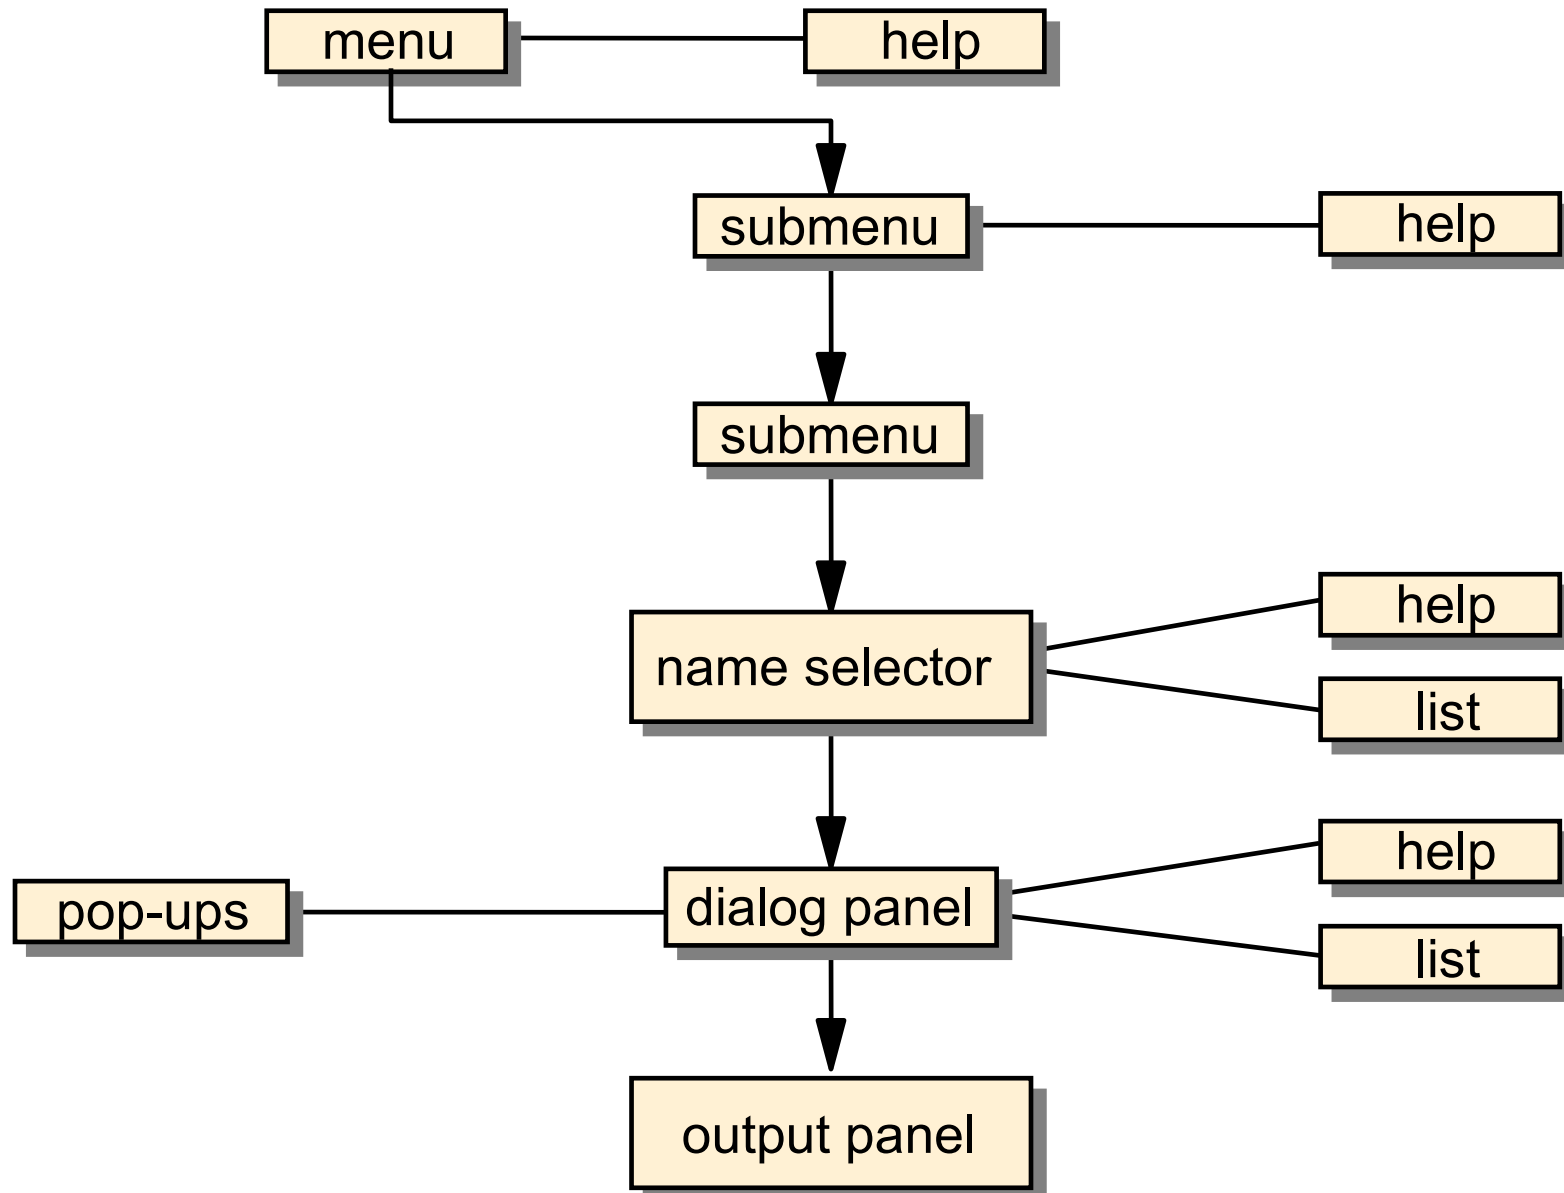 menu
help
submenu
help
submenu
help
name selector
list
help
pop-ups
dialog panel
list
output panel